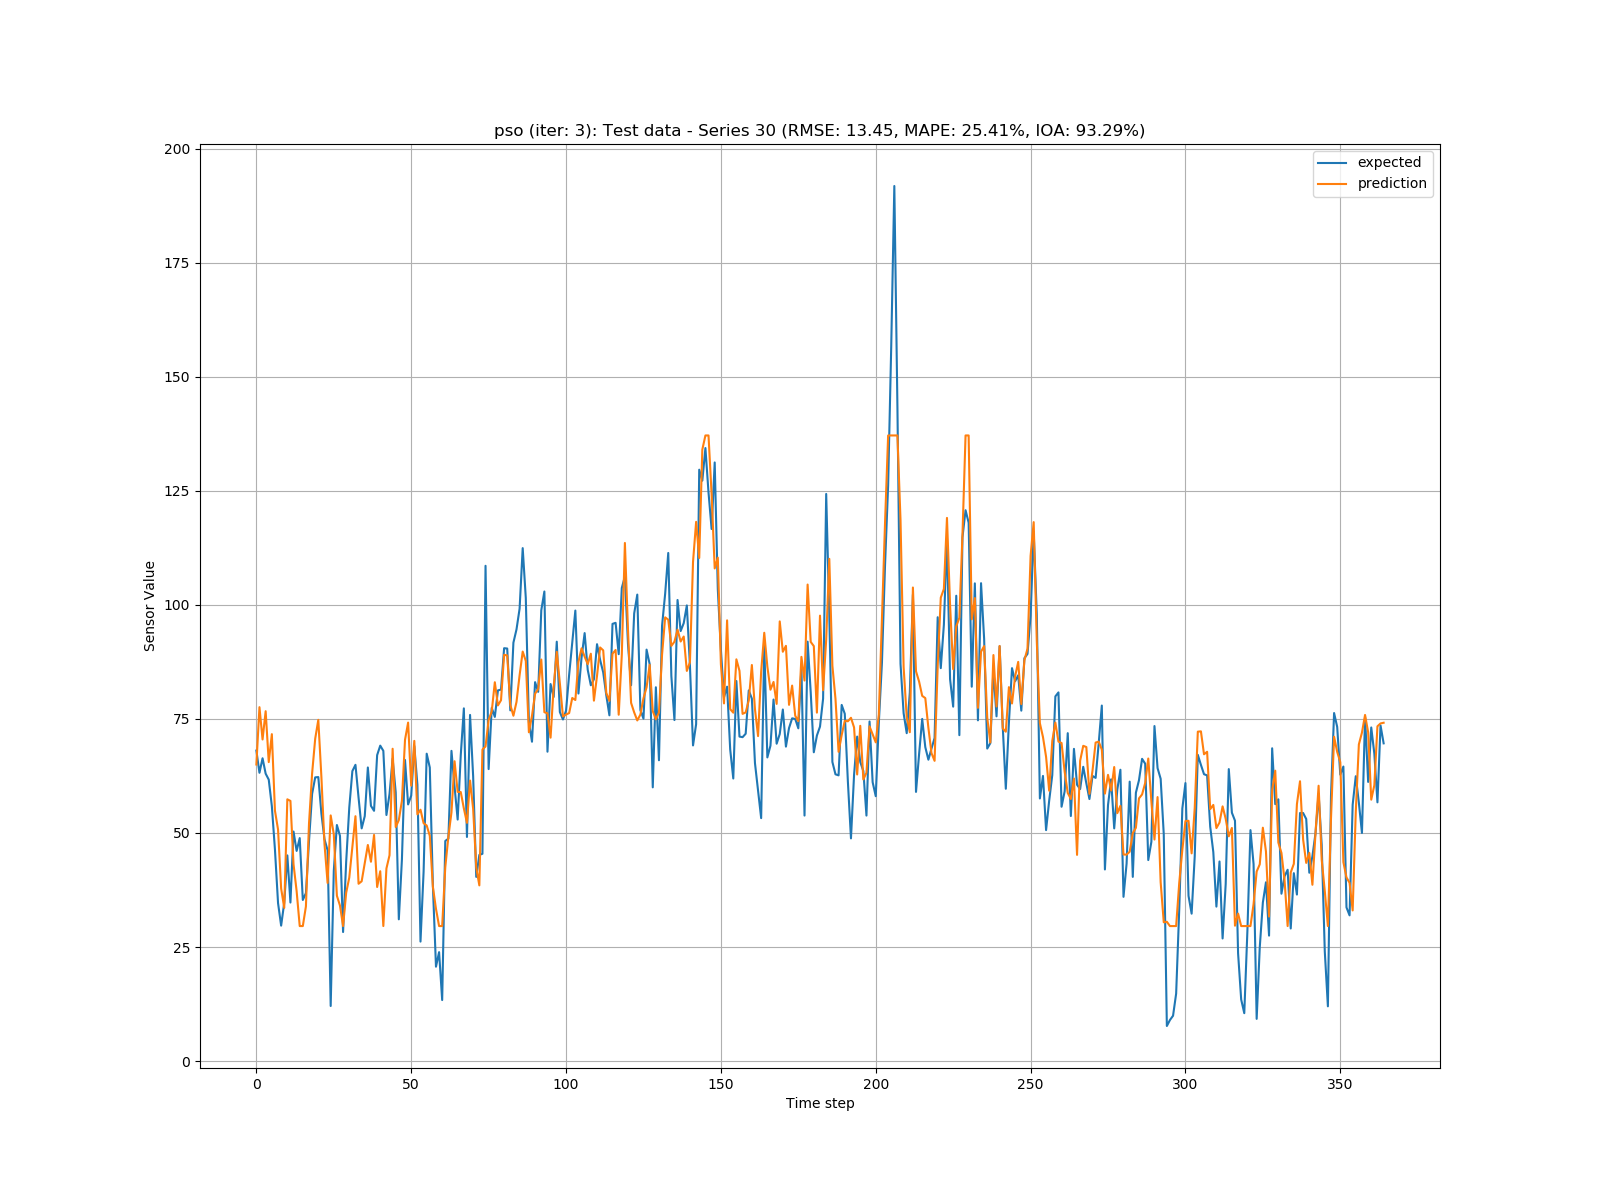 pso (iter: 3): Test data - Series 30 (RMSE: 13.45, MAPE: 25.41%, IOA: 93.29%)
expected
prediction
200
175
150
125
100
75
50
25
0
Sensor Value
0 50 100 150 200 250 300 350
Time step